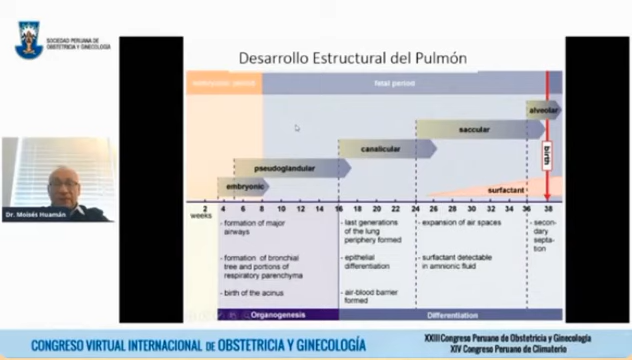 SOCIEDAD PERUANA DE
OBSTETRICIA Y GINECOLOGÍA
Desarrollo Estructural del Pulmón
embryonic period
fetal period
alveolar
saccular
canalicular
pseudoglandular
embryonic
birth
surfactant
2 4 6 8 10 12 14 16 18 20 22 24 26 28 30 32 34 36 38
weeks
- formation of major
airways
- formation of bronchial
tree and portions of
respiratory parenchyma
- birth of the acinus
- last generations
of the lung
periphery formed
- epithelial
differentiation
- air-blood barrier
formed
- expansion of air spaces
- surfactant detectable
in amnionic fluid
- secon-
dary
septa-
tion
Organogenesis
Differentiation
Dr. Moisés Huamán
CONGRESO VIRTUAL INTERNACIONAL DE OBSTETRICIA Y GINECOLOGÍA
XXIII Congreso Peruano de Obstetricia y Ginecología
XIV Congreso Peruano de Climaterio